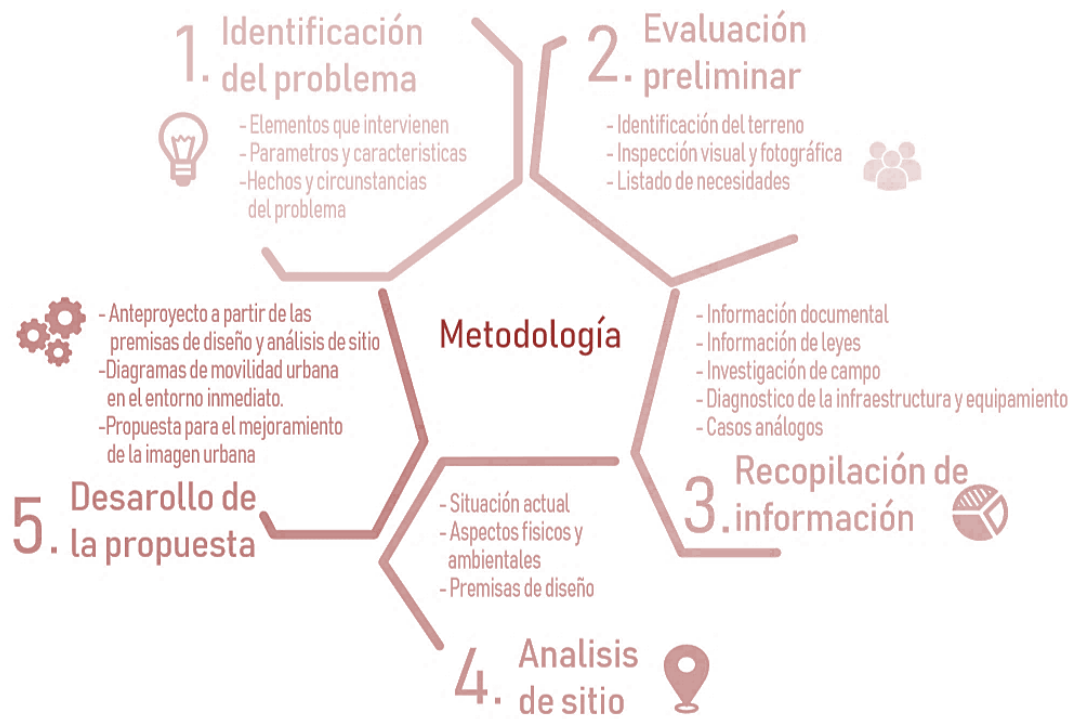 1. Identificación
del problema
- Elementos que intervienen
- Parametros y caracteristicas
-Hechos y circunstancias
del problema
2. Evaluación
preliminar
- Identificación del terreno
- Inspección visual y fotográfica
- Listado de necesidades
Metodología
- Información documental
- Información de leyes
- Investigación de campo
- Diagnostico de la infraestructura y equipamiento
- Casos análogos
3. Recopilación de
información
- Situación actual
- Aspectos fisicos y
ambientales
- Premisas de diseño
4. Analisis
de sitio
- Anteproyecto a partir de las
premisas de diseño y análisis de sitio
-Diagramas de movilidad urbana
en el entorno inmediato.
-Propuesta para el mejoramiento
de la imagen urbana
5. Desarollo de
la propuesta